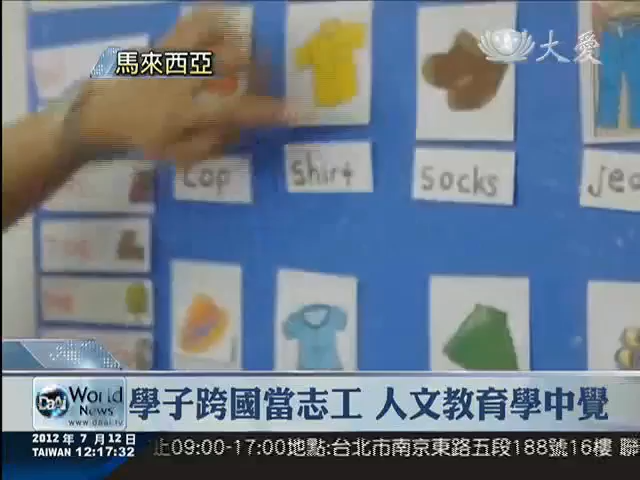 馬來西亞
大愛
shirt
socks
DaAi World News
www.daai.tv
學子跨國當志工 人文教育學中覺
2012 年 7 月 12 日
TAIWAN 12:17:32
止09:00-17:00地點:台北市南京東路五段188號16樓 聯